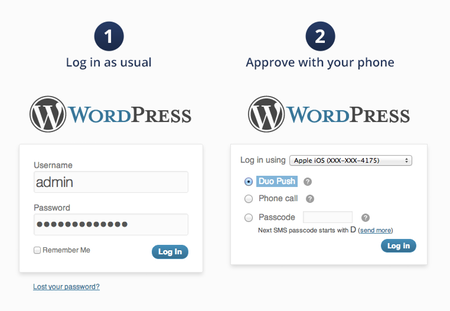 1
Log in as usual
WORDPRESS
Username
admin
Password
Remember Me
Log In
Lost your password?
2
Approve with your phone
WORDPRESS
Log in using Apple iOS (XXX-XXX-4175)
Duo Push ?
Phone call ?
Passcode ?
Next SMS passcode starts with D (send more)
Log in